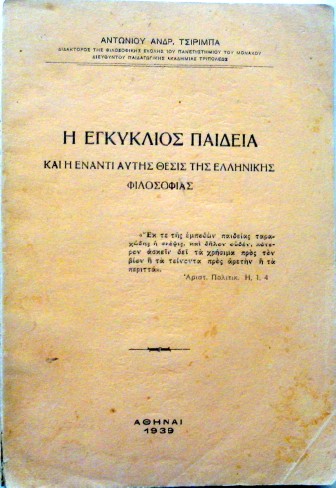 ΑΝΤΩΝΙΟΥ ΑΝΔΡ. ΤΣΙΡΙΜΠΑ
ΔΙΔΑΚΤΟΡΟΣ ΤΗΣ ΦΙΛΟΣΟΦΙΚΗΣ ΣΧΟΛΗΣ ΤΟΥ ΠΑΝΕΠΙΣΤΗΜΙΟΥ ΤΟΥ ΜΟΝΑΧΟΥ
ΔΙΕΥΘΥΝΤΟΥ ΠΑΙΔΑΓΩΓΙΚΗΣ ΑΚΑΔΗΜΙΑΣ ΤΡΙΠΟΛΕΩΣ
Η ΕΓΚΥΚΛΙΟΣ ΠΑΙΔΕΙΑ
ΚΑΙ Η ΕΝΑΝΤΙ ΑΥΤΗΣ ΘΕΣΙΣ ΤΗΣ ΕΛΛΗΝΙΚΗΣ
ΦΙΛΟΣΟΦΙΑΣ
«Ἔκ τε τῆς ἐμποδὼν παιδείας ταρα-
χώδης ἡ σκέψις, καὶ δῆλον οὐδέν, πότε-
ρον ἀσκεῖν δεῖ τὰ χρήσιμα πρὸς τὸν
βίον ἢ τὰ τείνοντα πρὸς ἀρετὴν ἢ τὰ
περιττά».
Ἀριστ. Πολιτικ. Η, 1. 4
ΑΘΗΝΑΙ
1939